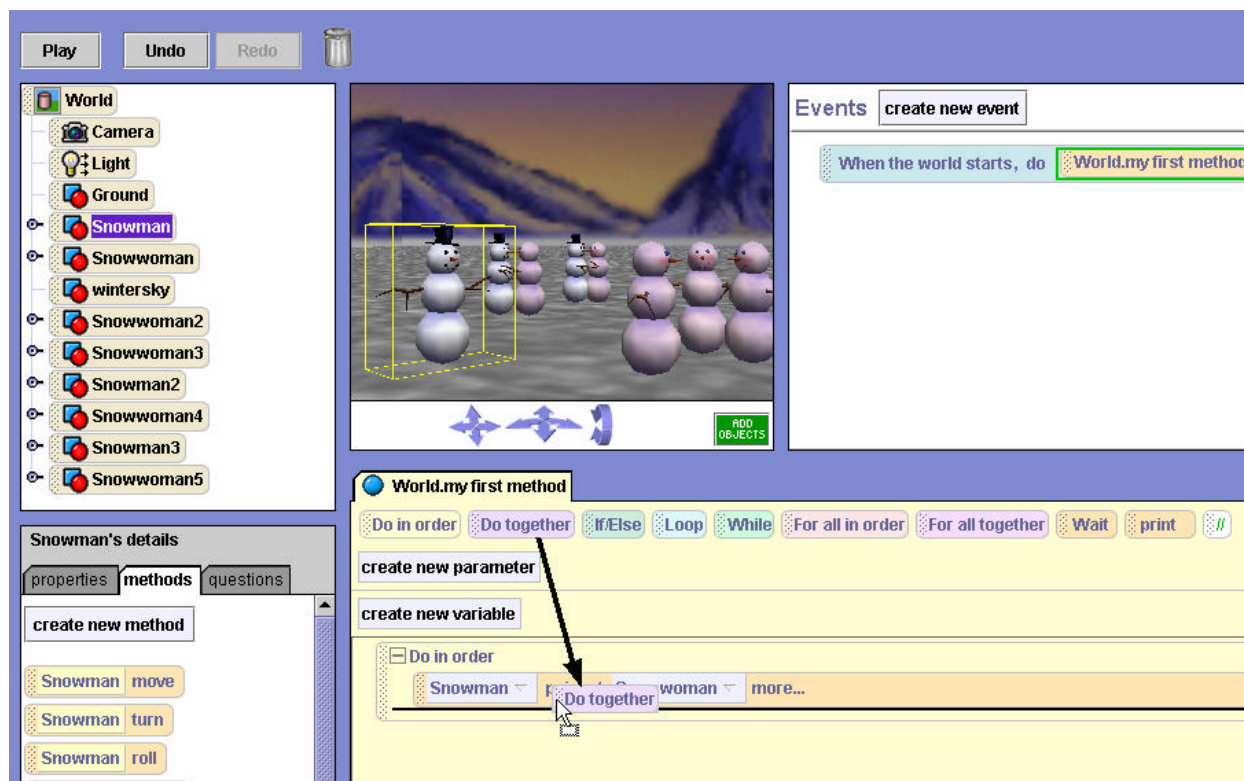 Play Undo Redo
World
Camera
Light
Ground
Snowman
Snowwoman
wintersky
Snowwoman2
Snowwoman3
Snowman2
Snowwoman4
Snowman3
Snowwoman5
ADD
OBJECTS
Events create new event
When the world starts, do World.my first method
Snowman's details
properties methods questions
create new method
Snowman move
Snowman turn
Snowman roll
World.my first method
Do in order Do together If/Else Loop While For all in order For all together Wait print //
create new parameter
create new variable
Do in order
Snowman woman more...
Do together